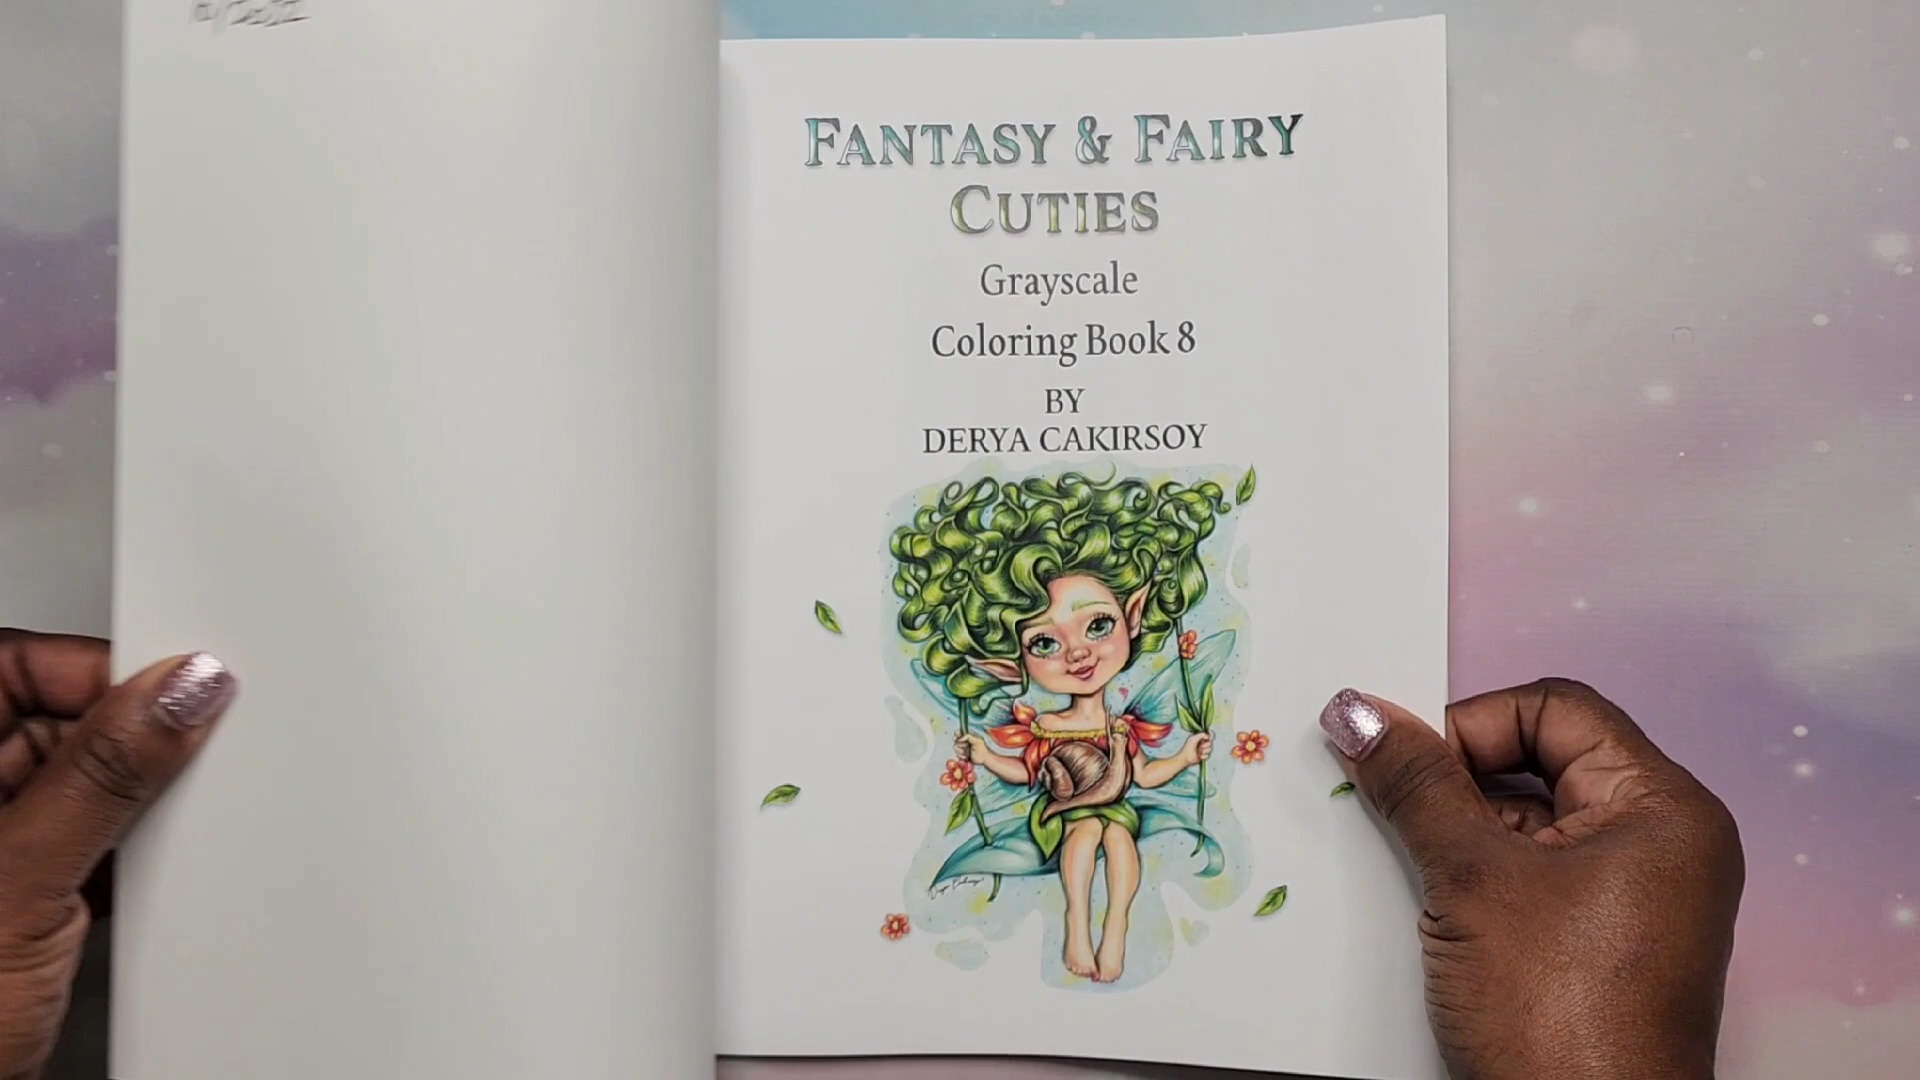 FANTASY & FAIRY
CUTIES
Grayscale
Coloring Book 8
BY
DERYA CAKIRSOY